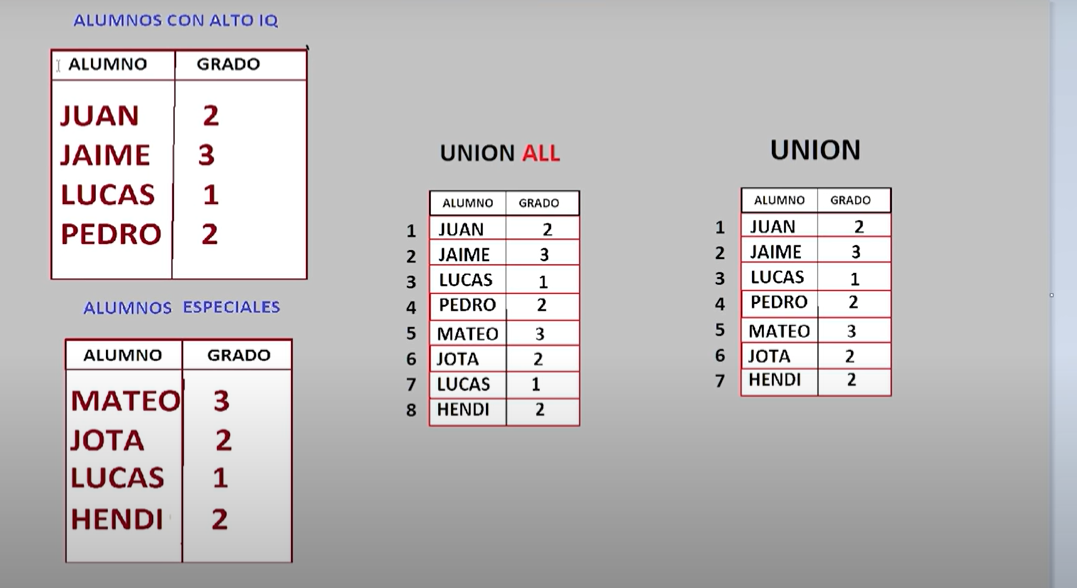 ALUMNOS CON ALTO IQ
ALUMNO GRADO
JUAN 2
JAIME 3
LUCAS 1
PEDRO 2
ALUMNOS ESPECIALES
ALUMNO GRADO
MATEO 3
JOTA 2
LUCAS 1
HENDI 2
UNION ALL
ALUMNO GRADO
1 JUAN 2
2 JAIME 3
3 LUCAS 1
4 PEDRO 2
5 MATEO 3
6 JOTA 2
7 LUCAS 1
8 HENDI 2
UNION
ALUMNO GRADO
1 JUAN 2
2 JAIME 3
3 LUCAS 1
4 PEDRO 2
5 MATEO 3
6 JOTA 2
7 HENDI 2